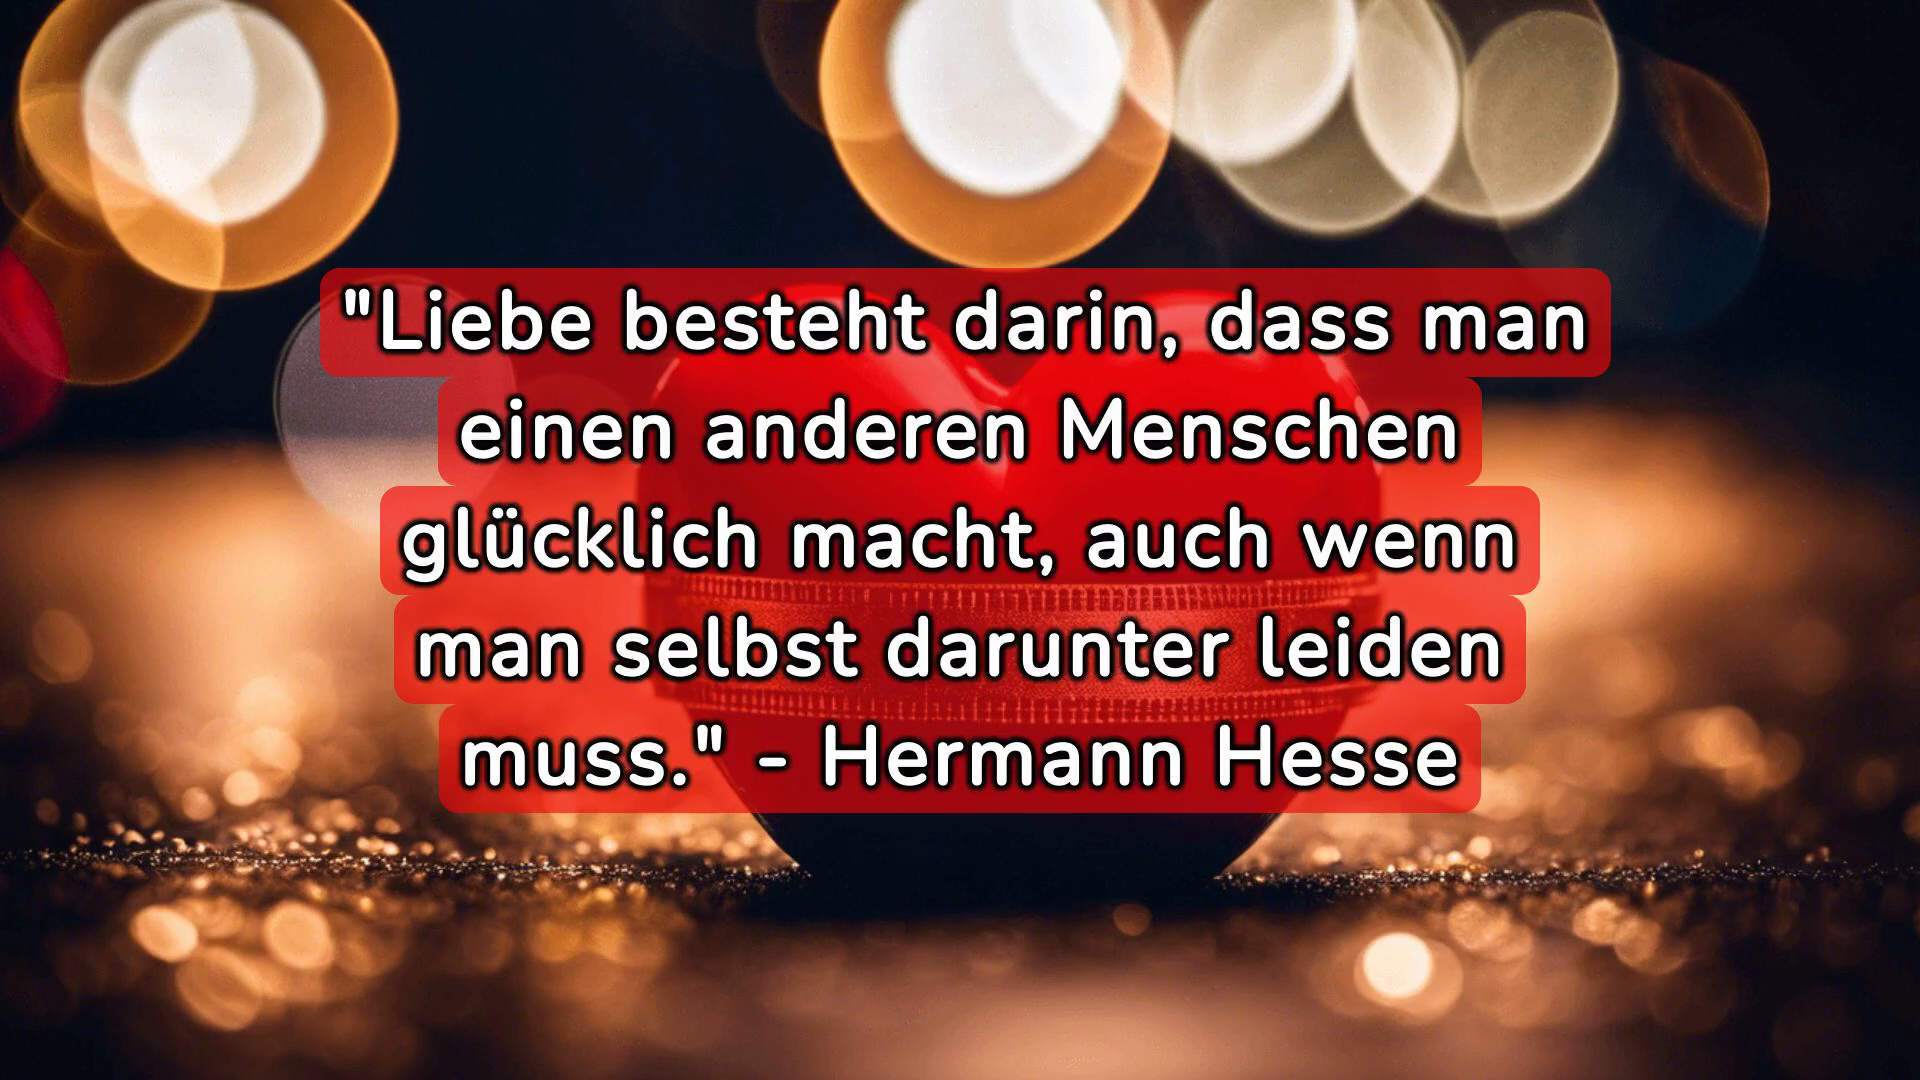 "Liebe besteht darin, dass man
einen anderen Menschen
glücklich macht, auch wenn
man selbst darunter leiden
muss." - Hermann Hesse